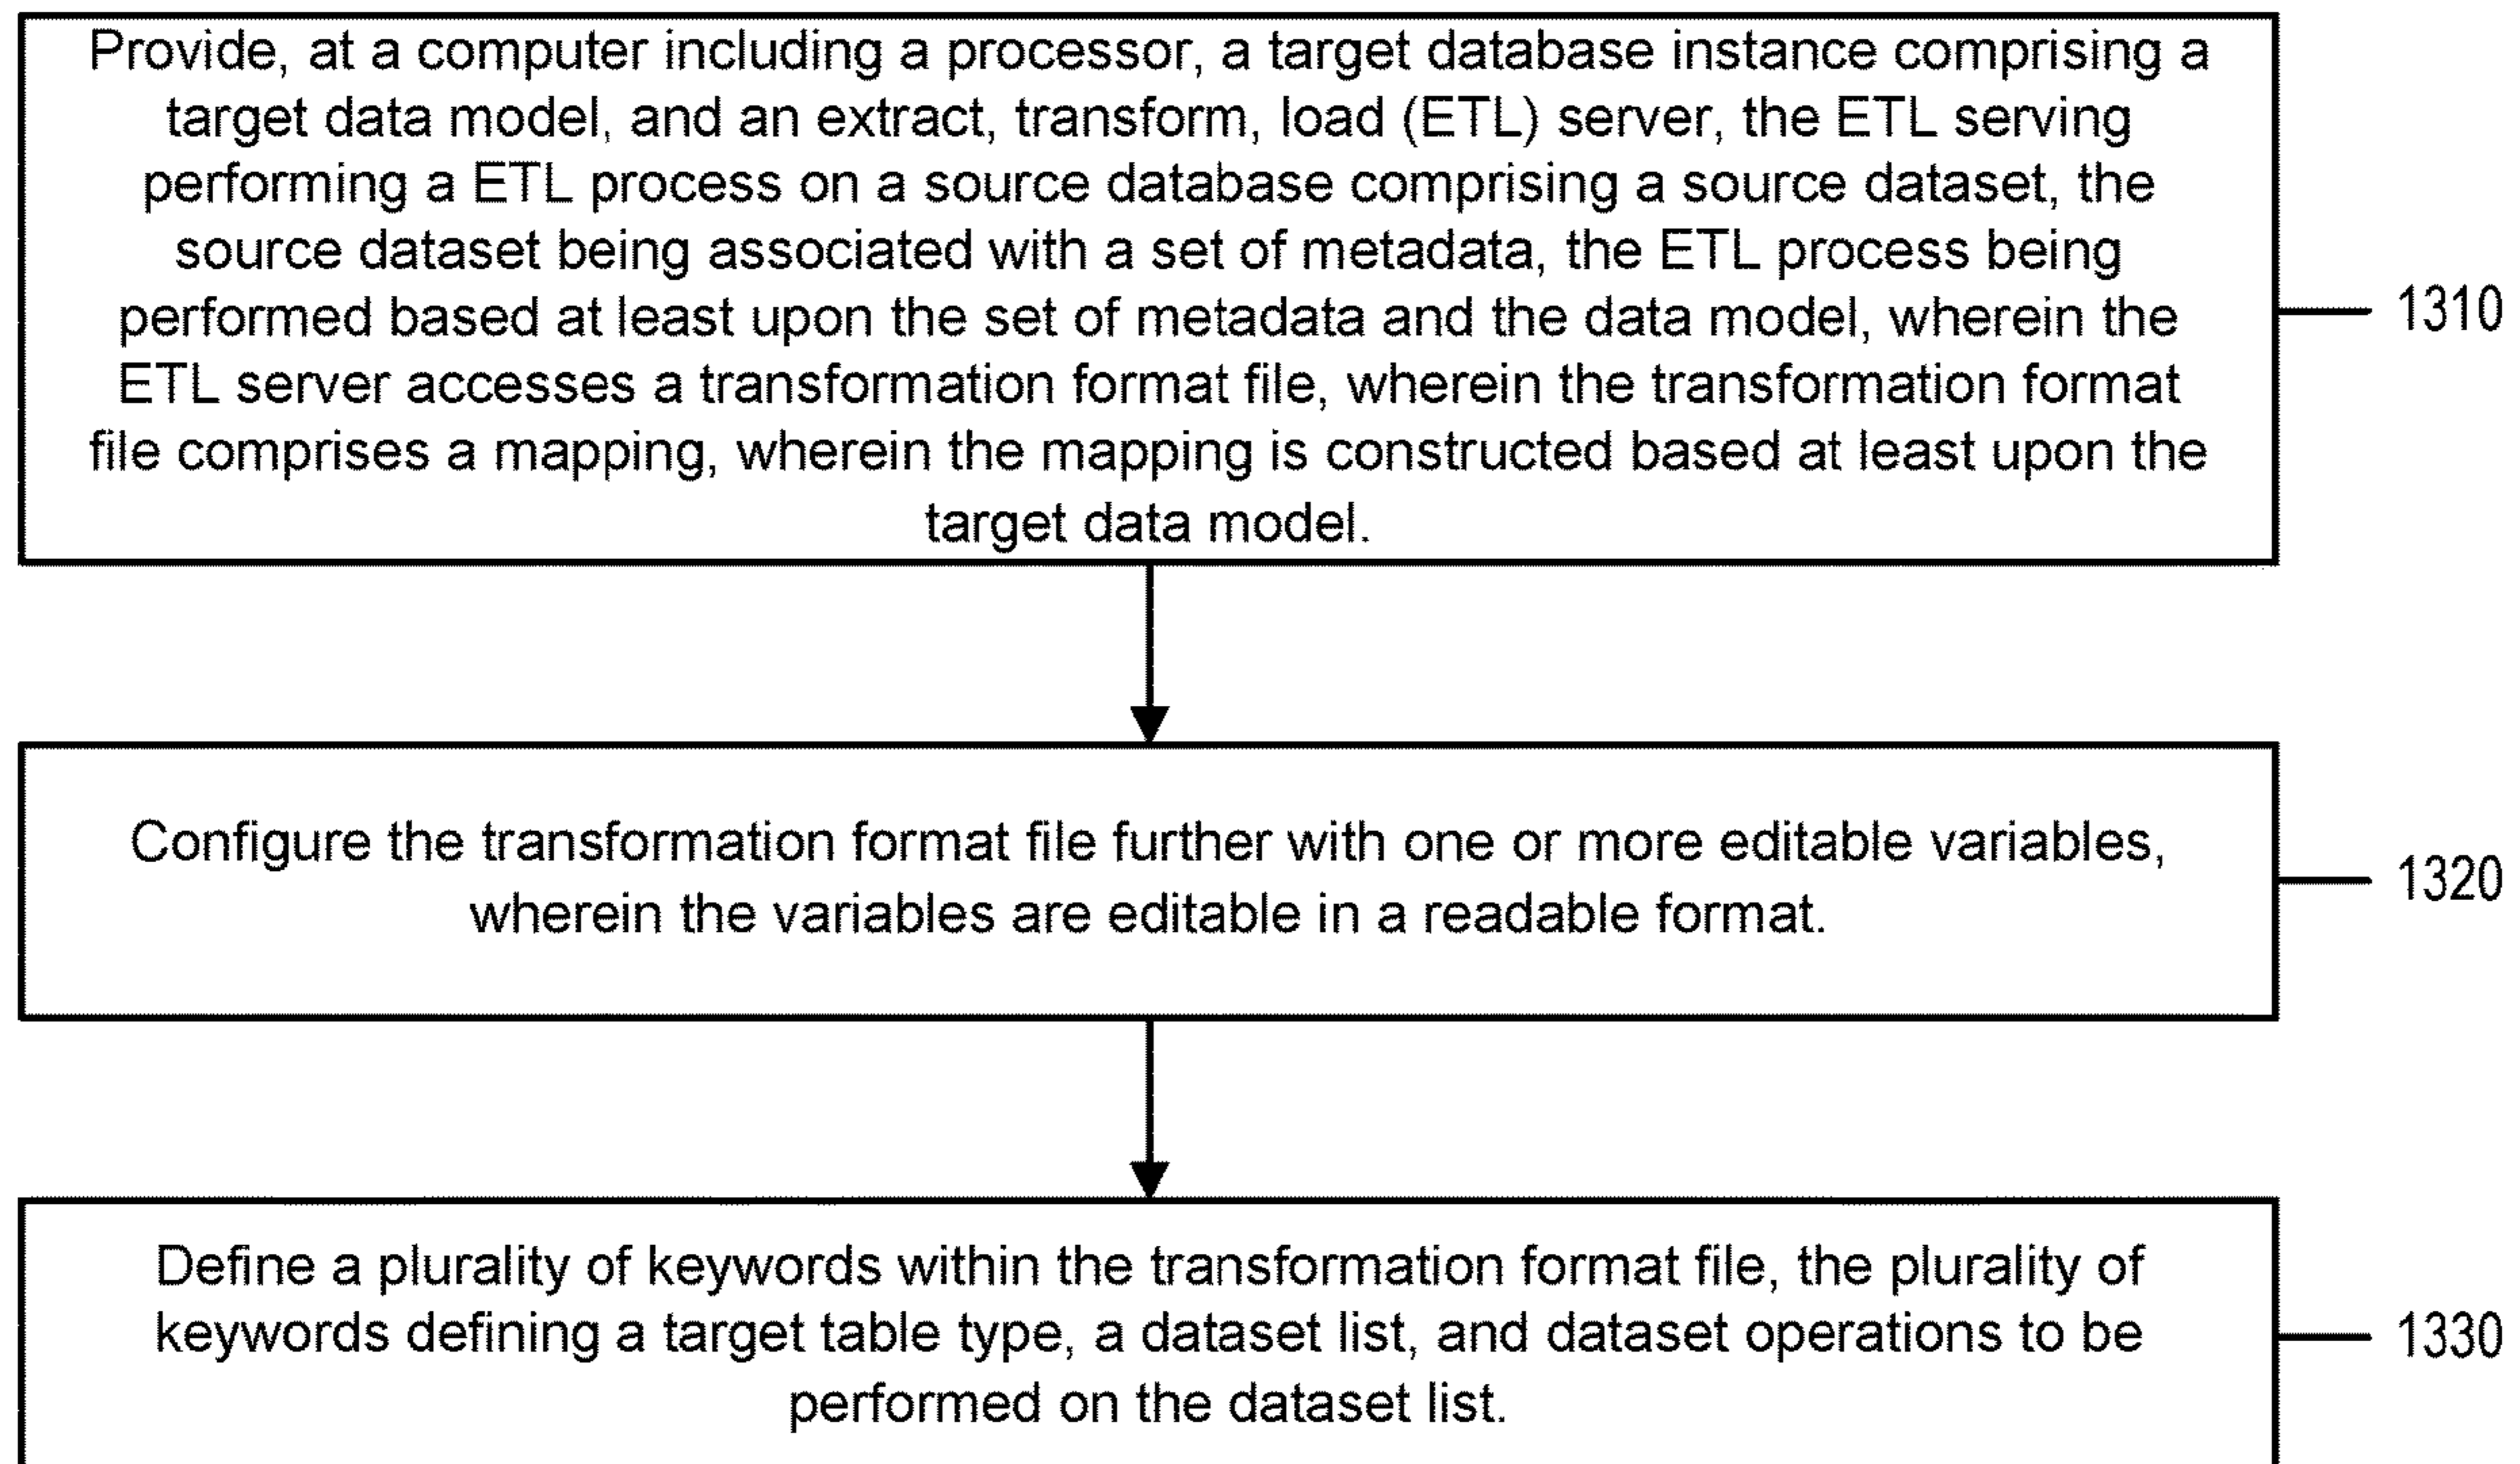 Provide, at a computer including a processor, a target database instance comprising a
target data model, and an extract, transform, load (ETL) server, the ETL serving
performing a ETL process on a source database comprising a source dataset, the
source dataset being associated with a set of metadata, the ETL process being
performed based at least upon the set of metadata and the data model, wherein the
ETL server accesses a transformation format file, wherein the transformation format
file comprises a mapping, wherein the mapping is constructed based at least upon the
target data model.
1310
Configure the transformation format file further with one or more editable variables,
wherein the variables are editable in a readable format.
1320
Define a plurality of keywords within the transformation format file, the plurality of
keywords defining a target table type, a dataset list, and dataset operations to be
performed on the dataset list.
1330